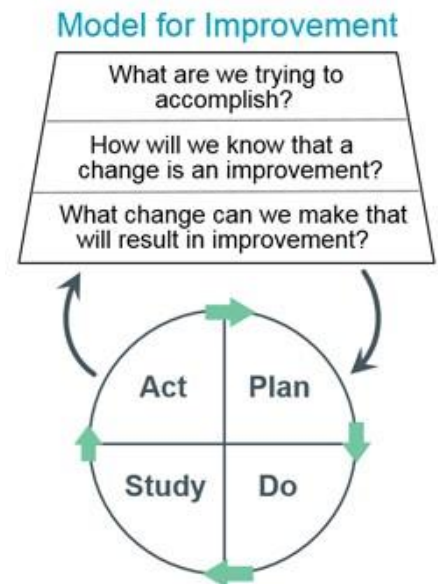 Model for Improvement
What are we trying to
accomplish?
How will we know that a
change is an improvement?
What change can we make that
will result in improvement?
Act
Plan
Study
Do